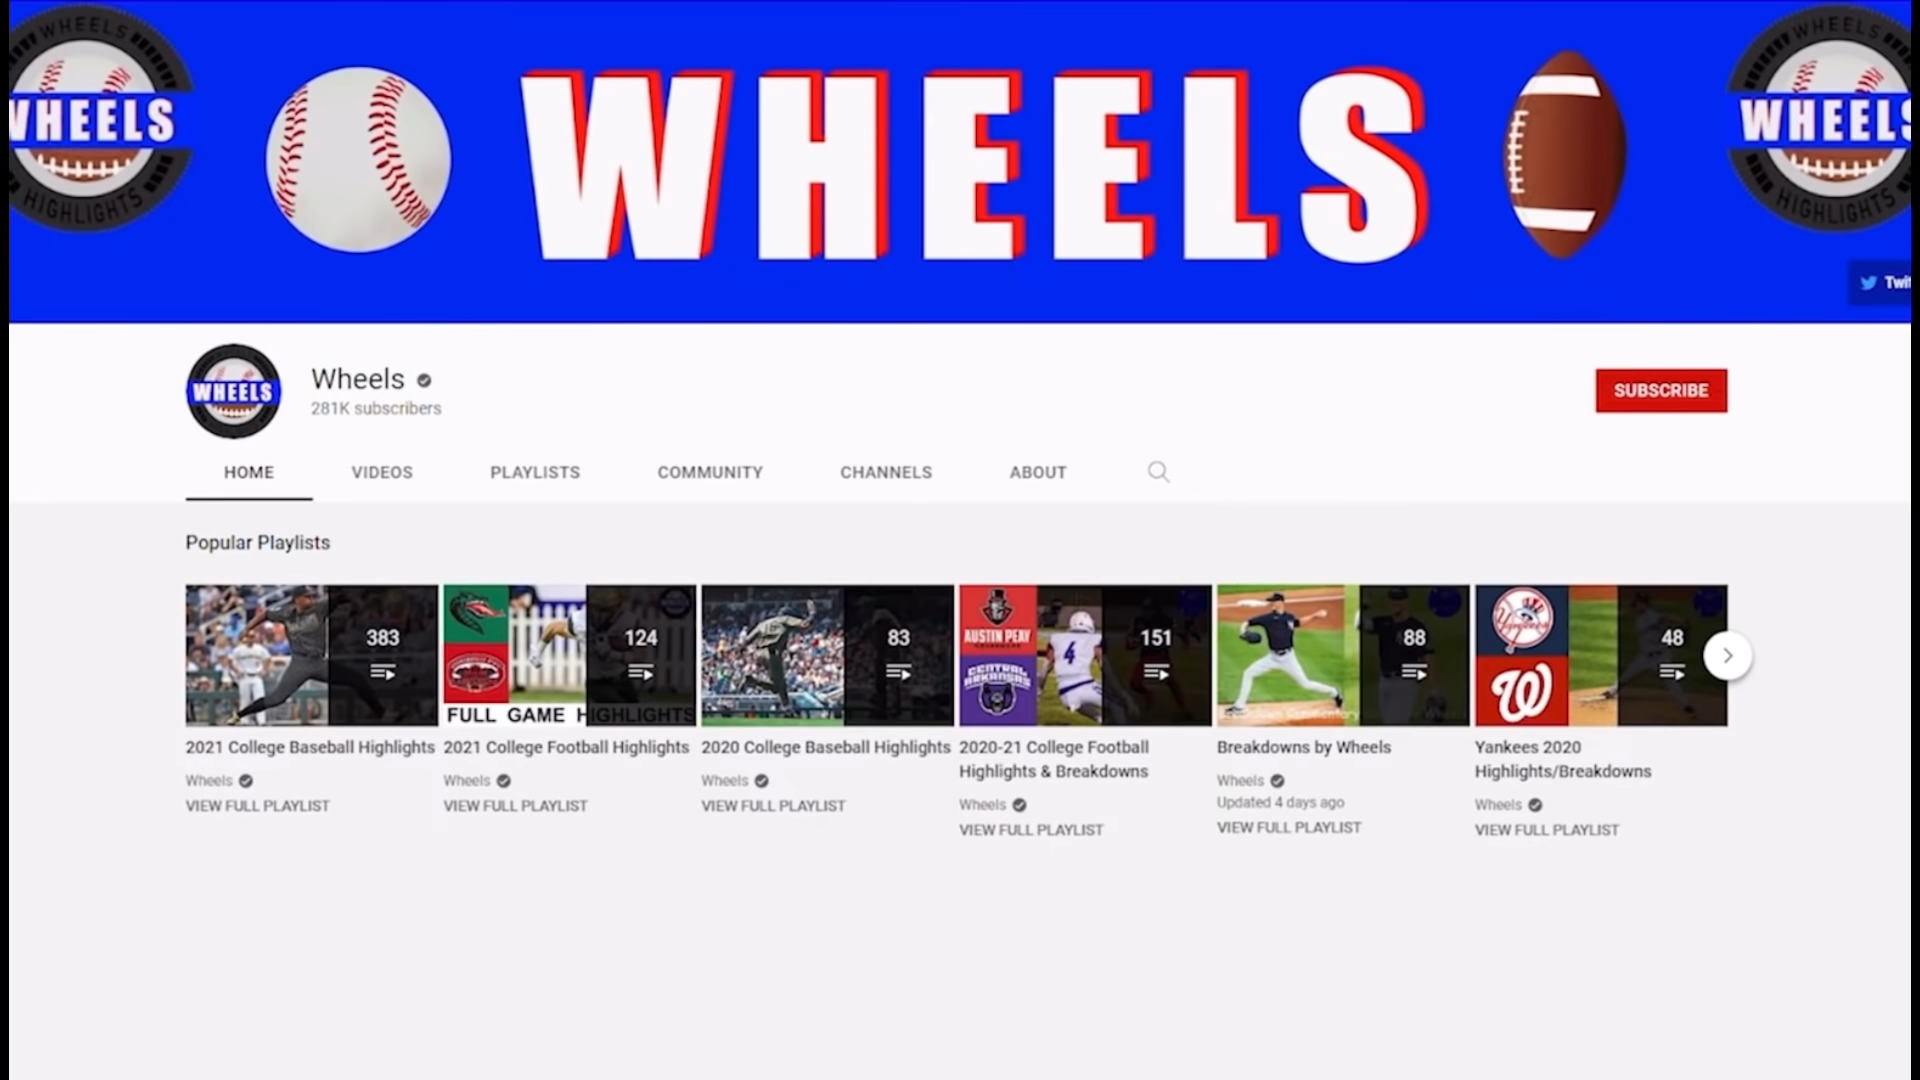 WHEELS
WHEELS
HIGHLIGHTS
WHEELS
WHEELS
WHEELS
HIGHLIGHTS
WHEELS
Wheels
281K subscribers
SUBSCRIBE
HOME VIDEOS PLAYLISTS COMMUNITY CHANNELS ABOUT
Popular Playlists
383 124 83 151 88 48
AUSTIN PEAY
CENTRAL
ARKANSAS
4
FULL GAME HIGHLIGHTS
2021 College Baseball Highlights
Wheels
VIEW FULL PLAYLIST
2021 College Football Highlights
Wheels
VIEW FULL PLAYLIST
2020 College Baseball Highlights
Wheels
VIEW FULL PLAYLIST
2020-21 College Football
Highlights & Breakdowns
Wheels
VIEW FULL PLAYLIST
Breakdowns by Wheels
Wheels
Updated 4 days ago
VIEW FULL PLAYLIST
Yankees 2020
Highlights/Breakdowns
Wheels
VIEW FULL PLAYLIST